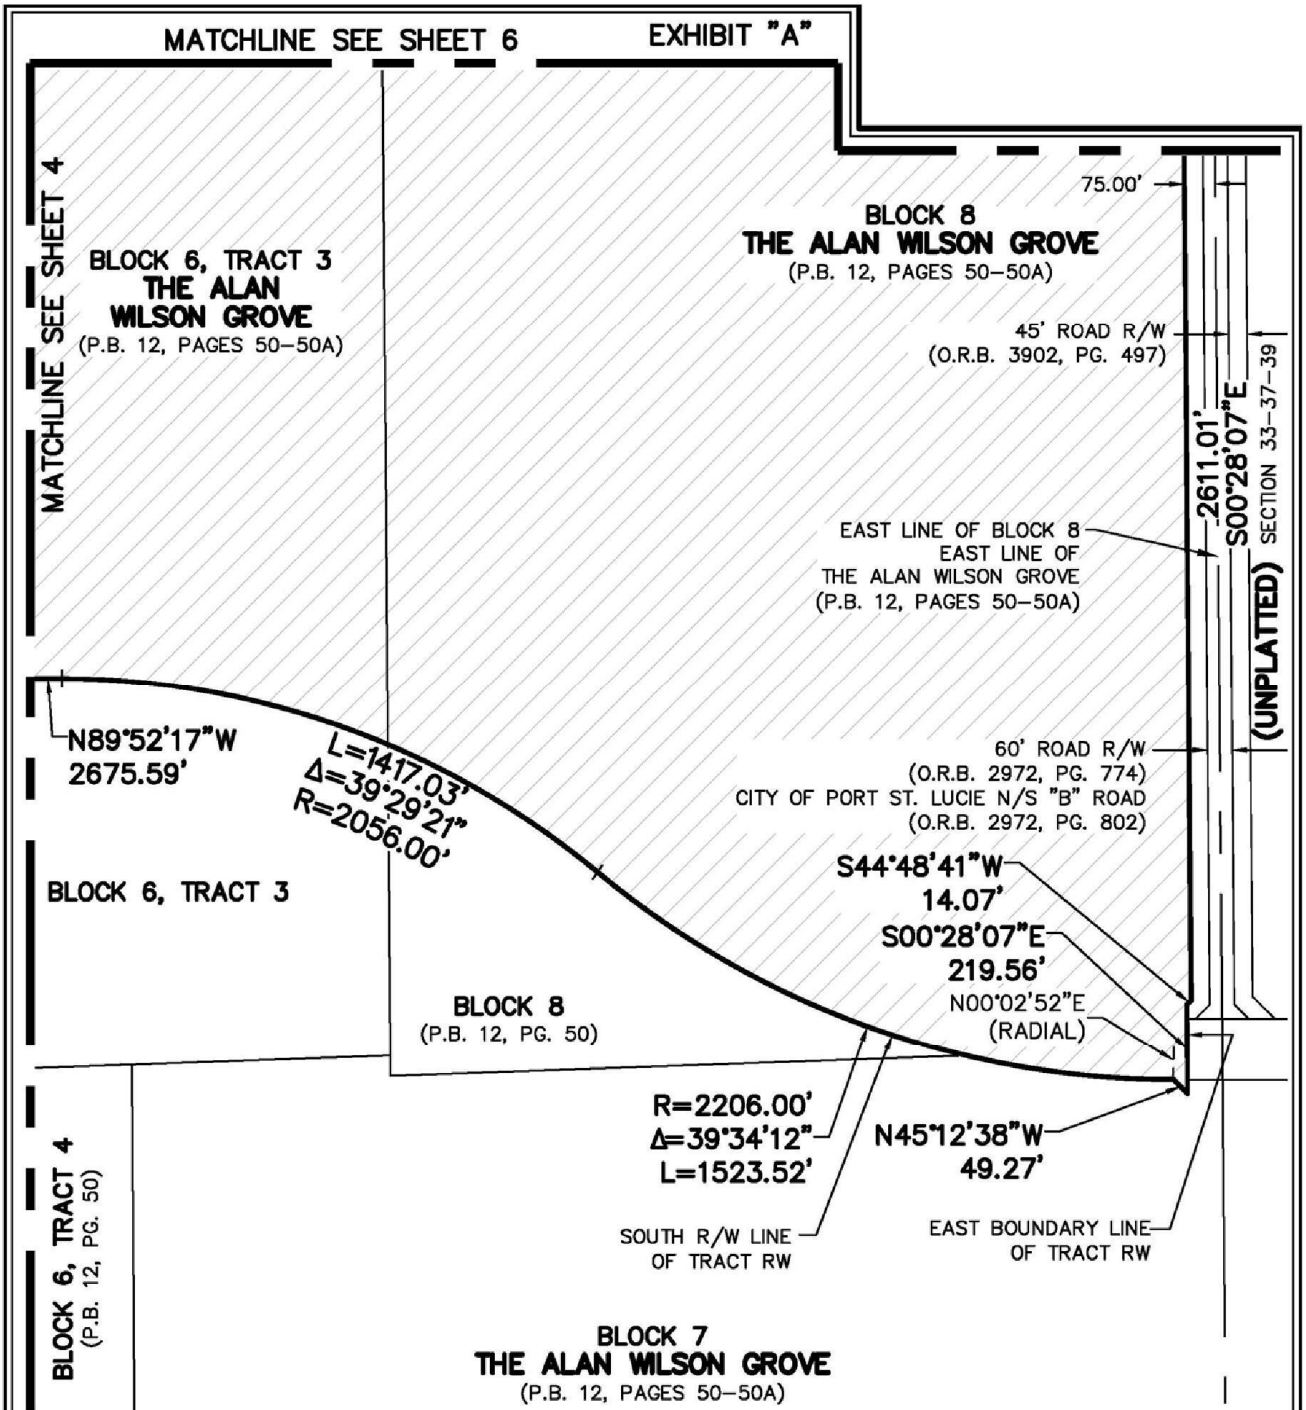 MATCHLINE SEE SHEET 6
EXHIBIT "A"
MATCHLINE SEE SHEET 4
75.00'
BLOCK 8
THE ALAN WILSON GROVE
(P.B. 12, PAGES 50-50A)
BLOCK 6, TRACT 3
THE ALAN
WILSON GROVE
(P.B. 12, PAGES 50-50A)
45' ROAD R/W
(O.R.B. 3902, PG. 497)
2611.01'
S00°28'07"E
SECTION 33-37-39
(UNPLATTED)
EAST LINE OF BLOCK 8
EAST LINE OF
THE ALAN WILSON GROVE
(P.B. 12, PAGES 50-50A)
N89°52'17"W
2675.59'
L=1417.03'
Δ=39°29'21"
R=2056.00'
60' ROAD R/W
(O.R.B. 2972, PG. 774)
CITY OF PORT ST. LUCIE N/S "B" ROAD
(O.R.B. 2972, PG. 802)
S44°48'41"W
14.07'
BLOCK 6, TRACT 3
S00°28'07"E
219.56'
N00°02'52"E
(RADIAL)
BLOCK 8
(P.B. 12, PG. 50)
R=2206.00'
Δ=39°34'12"
L=1523.52'
N45°12'38"W
49.27'
SOUTH R/W LINE
OF TRACT RW
EAST BOUNDARY LINE
OF TRACT RW
BLOCK 6, TRACT 4
(P.B. 12, PG. 50)
BLOCK 7
THE ALAN WILSON GROVE
(P.B. 12, PAGES 50-50A)